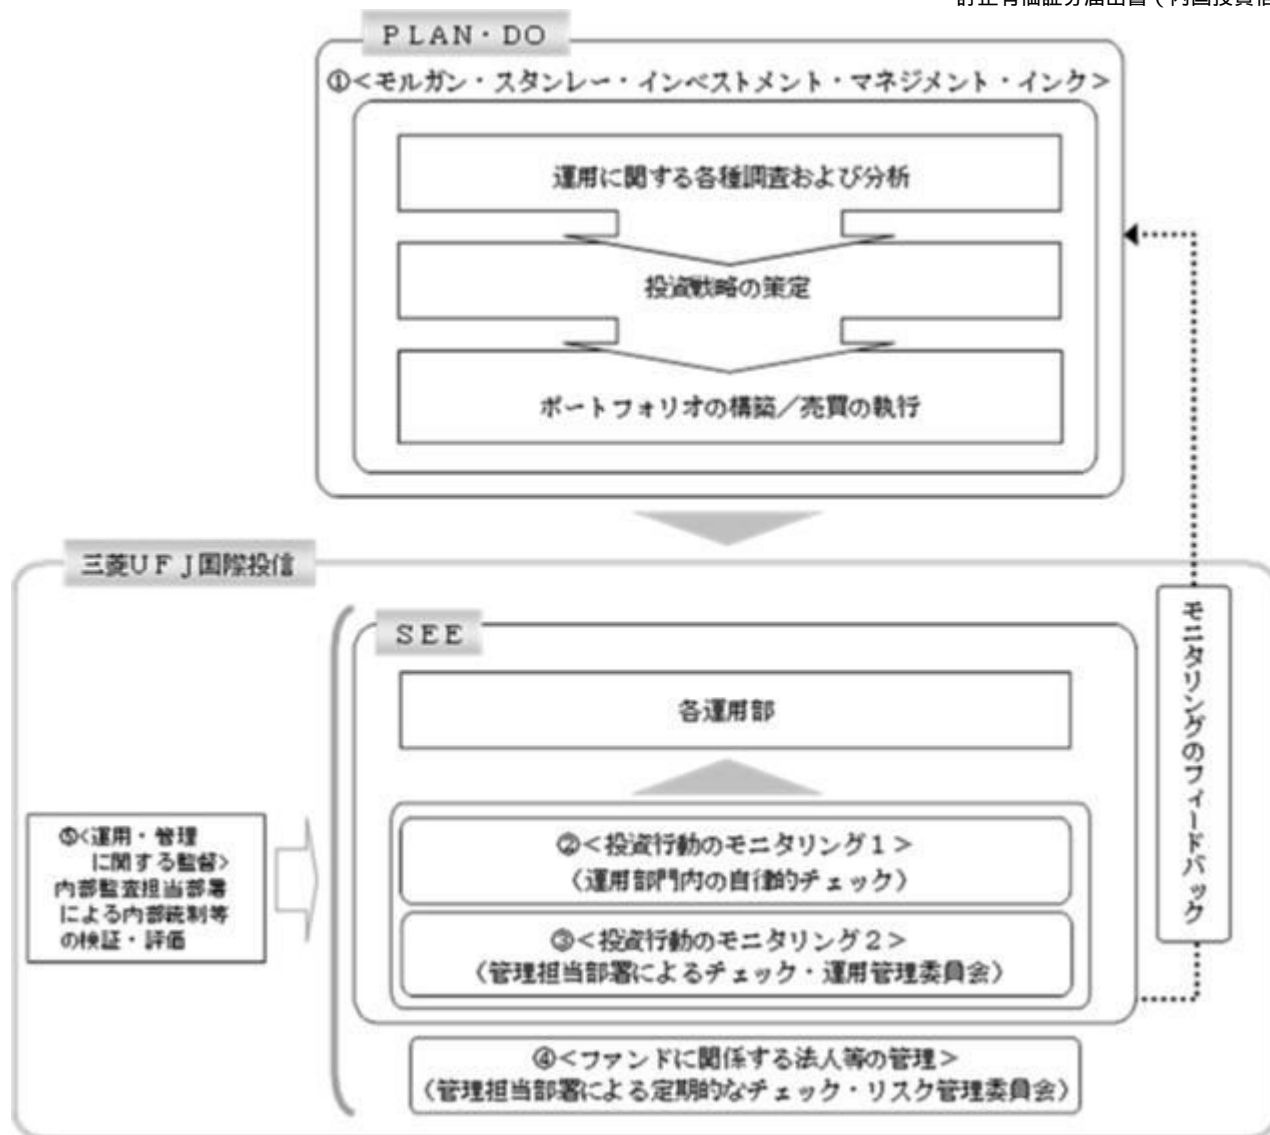 ＰＬＡＮ・ＤＯ
①＜モルガン・スタンレー・インベストメント・マネジメント・インク＞
運用に関する各種調査および分析
投資戦略の策定
ポートフォリオの構築／売買の執行
三菱ＵＦＪ国際投信
ＳＥＥ
各運用部
②＜投資行動のモニタリング１＞
（運用部門内の自律的チェック）
③＜投資行動のモニタリング２＞
（管理担当部署によるチェック・運用管理委員会）
④＜ファンドに関係する法人等の管理＞
（管理担当部署による定期的なチェック・リスク管理委員会）
⑤＜運用・管理
に関する監督＞
内部監査担当部署
による内部統制等
の検証・評価
モニタリングのフィードバック